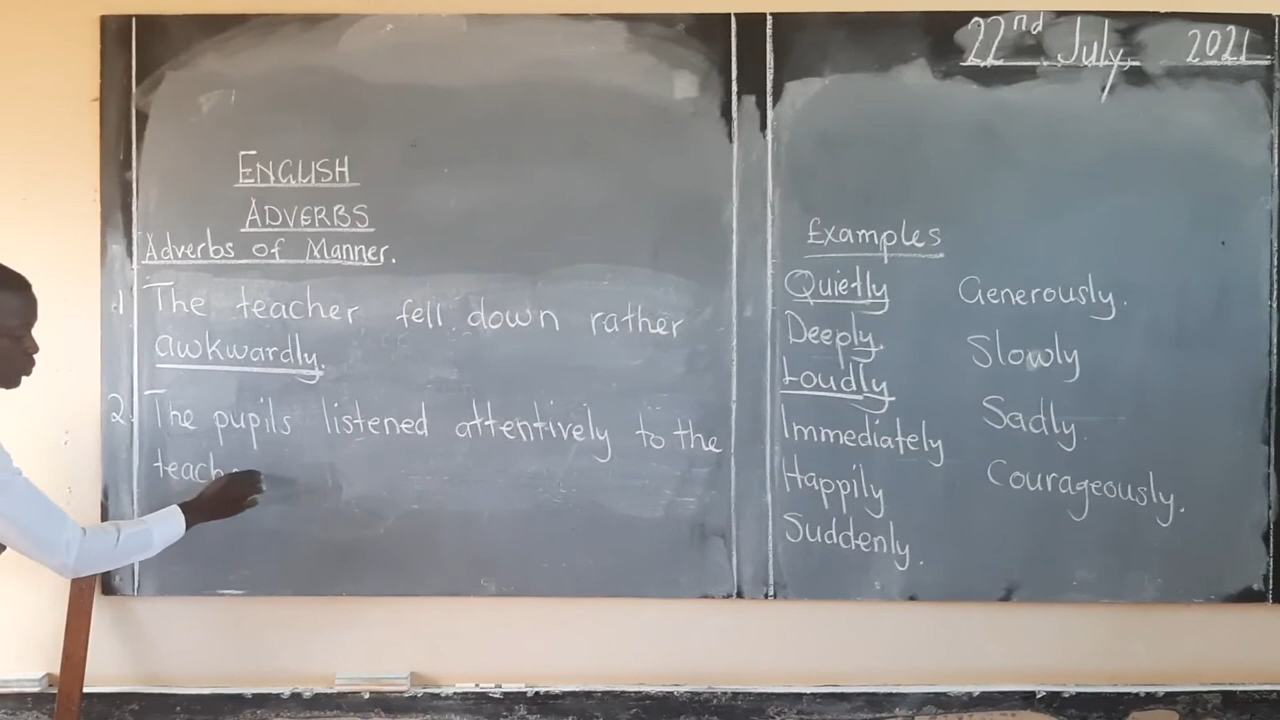 22nd July, 2021
ENGLISH
ADVERBS
Adverbs of Manner.
1 The teacher fell down rather
awkwardly.
2. The pupils listened attentively to the
Examples
Quietly
Deeply.
Loudly
Immediately
Happily
Suddenly.
Generously.
Slowly
Sadly.
Courageously.